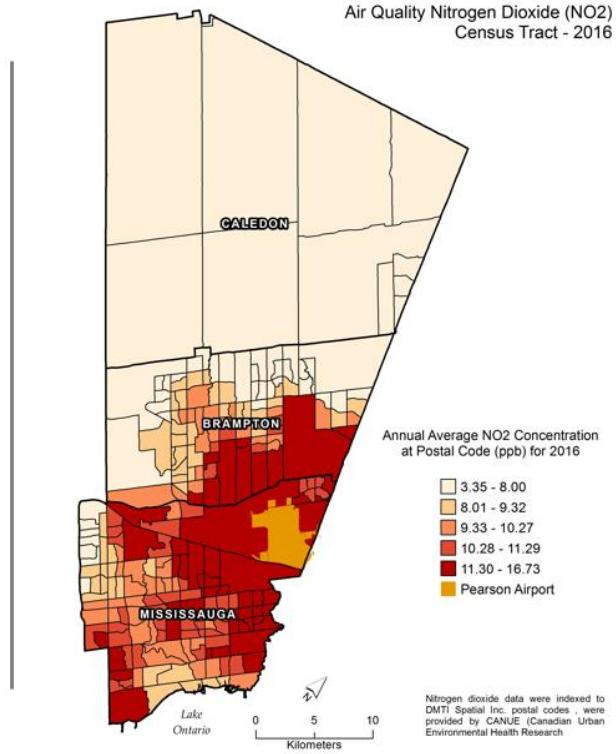 Air Quality Nitrogen Dioxide (NO2)
Census Tract - 2016
CALEDON
BRAMPTON
MISSISSAUGA
Annual Average NO2 Concentration
at Postal Code (ppb) for 2016
3.35 - 8.00
8.01 - 9.32
9.33 - 10.27
10.28 - 11.29
11.30 - 16.73
Pearson Airport
N
Lake
Ontario
0 5 10
Kilometers
Nitrogen dioxide data were indexed to
DMTI Spatial Inc. postal codes , were
provided by CANUE (Canadian Urban
Environmental Health Research